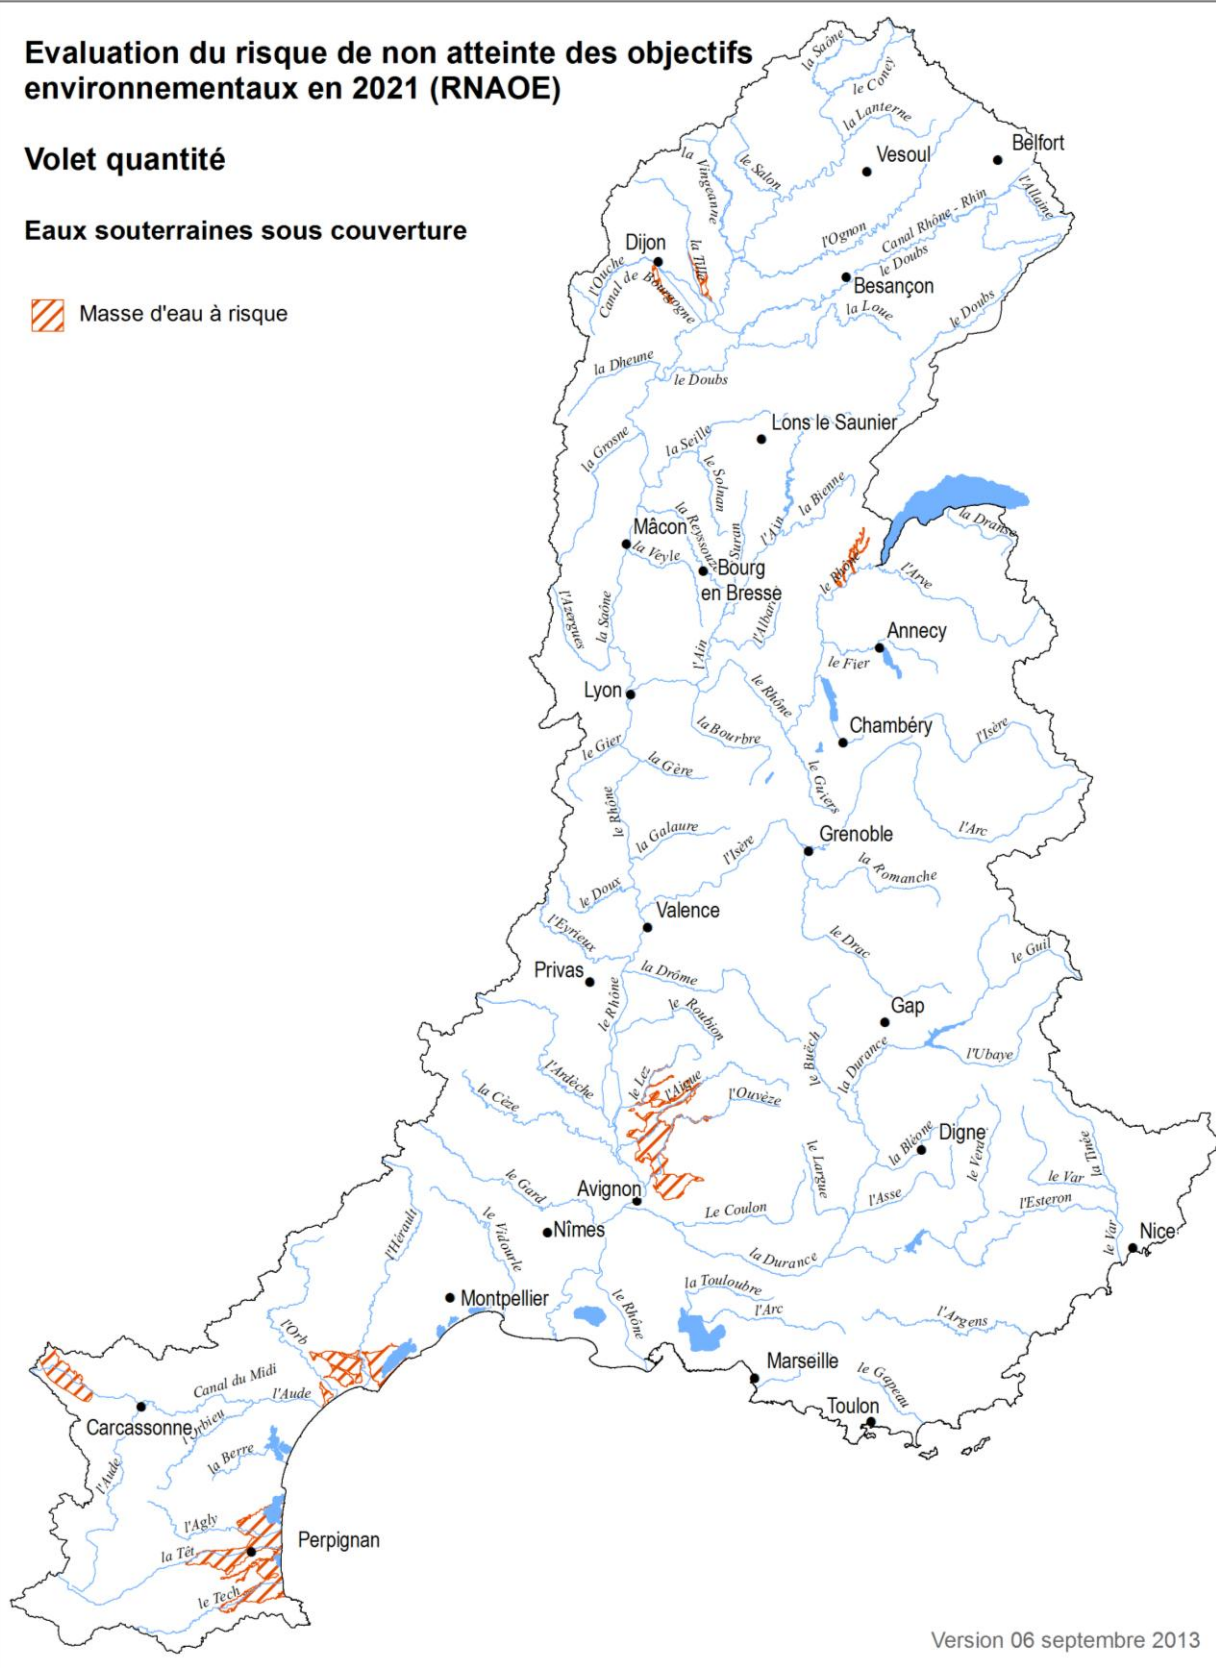 Evaluation du risque de non atteinte des objectifs
environnementaux en 2021 (RNAOE)
Volet quantité
Eaux souterraines sous couverture
Masse d'eau à risque
la Saône
le Coney
la Lanterne
Belfort
Vesoul
la Vingeanne
le Salon
l'Allaine
Canal Rhône - Rhin
l'Ognon
Dijon
la Tille
le Doubs
l'Ouche
Canal de Bourgogne
Besançon
la Loue
le Doubs
la Dheune
le Doubs
Lons le Saunier
la Grosne
la Seille
le Solnan
la Bienne
la Dranse
Mâcon
la Reyssouze
Suran
l'Ain
la Veyle
Bourg
en Bresse
le Rhône
l'Arve
l'Azergues
la Saône
Annecy
l'Ain
le Fier
Lyon
le Rhône
la Bourbre
Chambéry
l'Isère
le Gier
la Gère
le Guiers
le Rhône
la Galaure
l'Isère
Grenoble
l'Arc
la Romanche
le Doux
Valence
l'Eyrieux
le Drac
le Guil
Privas
la Drôme
le Rhône
le Roubion
Gap
le Buëch
la Durance
l'Ubaye
l'Ardèche
le Lez
l'Aigue
la Cèze
l'Ouvèze
la Bléone
Digne
la Tinée
le Largue
le Gard
Avignon
Le Coulon
l'Asse
le Var
l'Esteron
l'Hérault
le Vidourle
Nîmes
le Var
Nice
la Durance
Montpellier
le Rhône
la Touloubre
l'Arc
l'Argens
l'Orb
Marseille
le Gapeau
Canal du Midi
l'Aude
Toulon
Carcassonne
l'Orbieu
la Berre
l'Aude
l'Agly
la Têt
Perpignan
le Tech
Version 06 septembre 2013